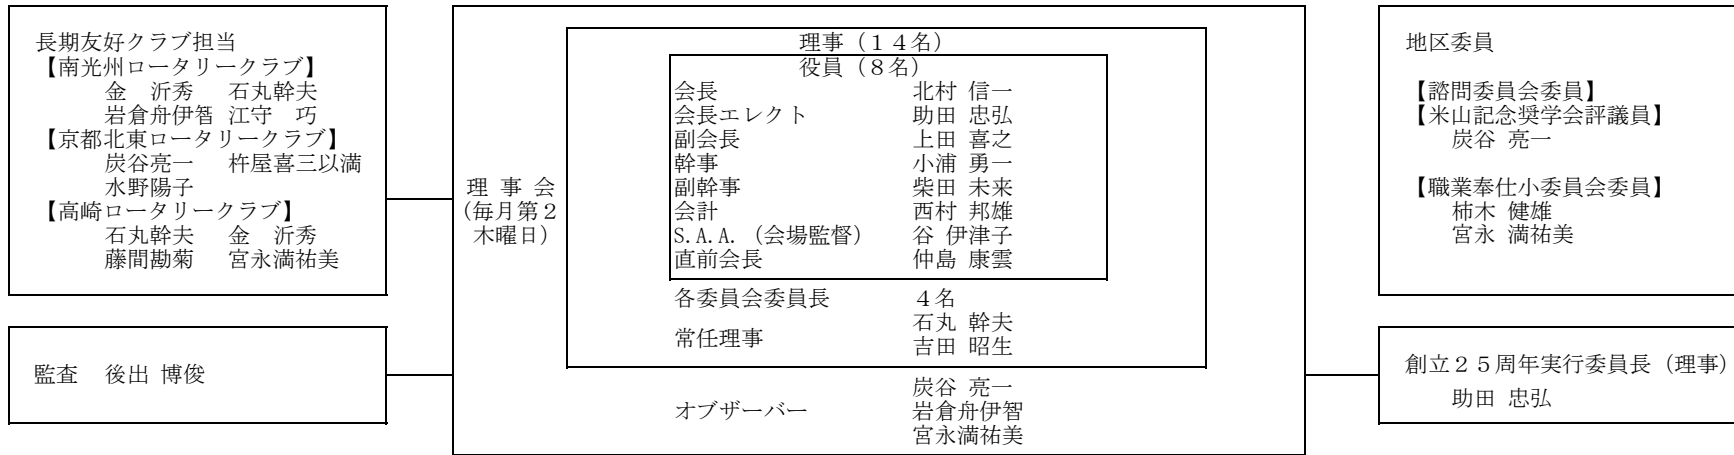 長期友好クラブ担当
【南光州ロータリークラブ】
金 沂秀 石丸幹夫
岩倉舟伊智 江守 巧
【京都北東ロータリークラブ】
炭谷亮一 杵屋喜三以満
水野陽子
【高崎ロータリークラブ】
石丸幹夫 金 沂秀
藤間勘菊 宮永満祐美
監査 後出 博俊
理 事 会
(毎月第２
木曜日)
理事（１４名）
役員（８名）
会長 北村 信一
会長エレクト 助田 忠弘
副会長 上田 喜之
幹事 小浦 勇一
副幹事 柴田 未来
会計 西村 邦雄
S.A.A.（会場監督） 谷 伊津子
直前会長 仲島 康雲
各委員会委員長 ４名
常任理事 石丸 幹夫
吉田 昭生
オブザーバー 炭谷 亮一
岩倉舟伊智
宮永満祐美
地区委員
【諮問委員会委員】
【米山記念奨学会評議員】
炭谷 亮一
【職業奉仕小委員会委員】
柿木 健雄
宮永 満祐美
創立２５周年実行委員長（理事）
助田 忠弘